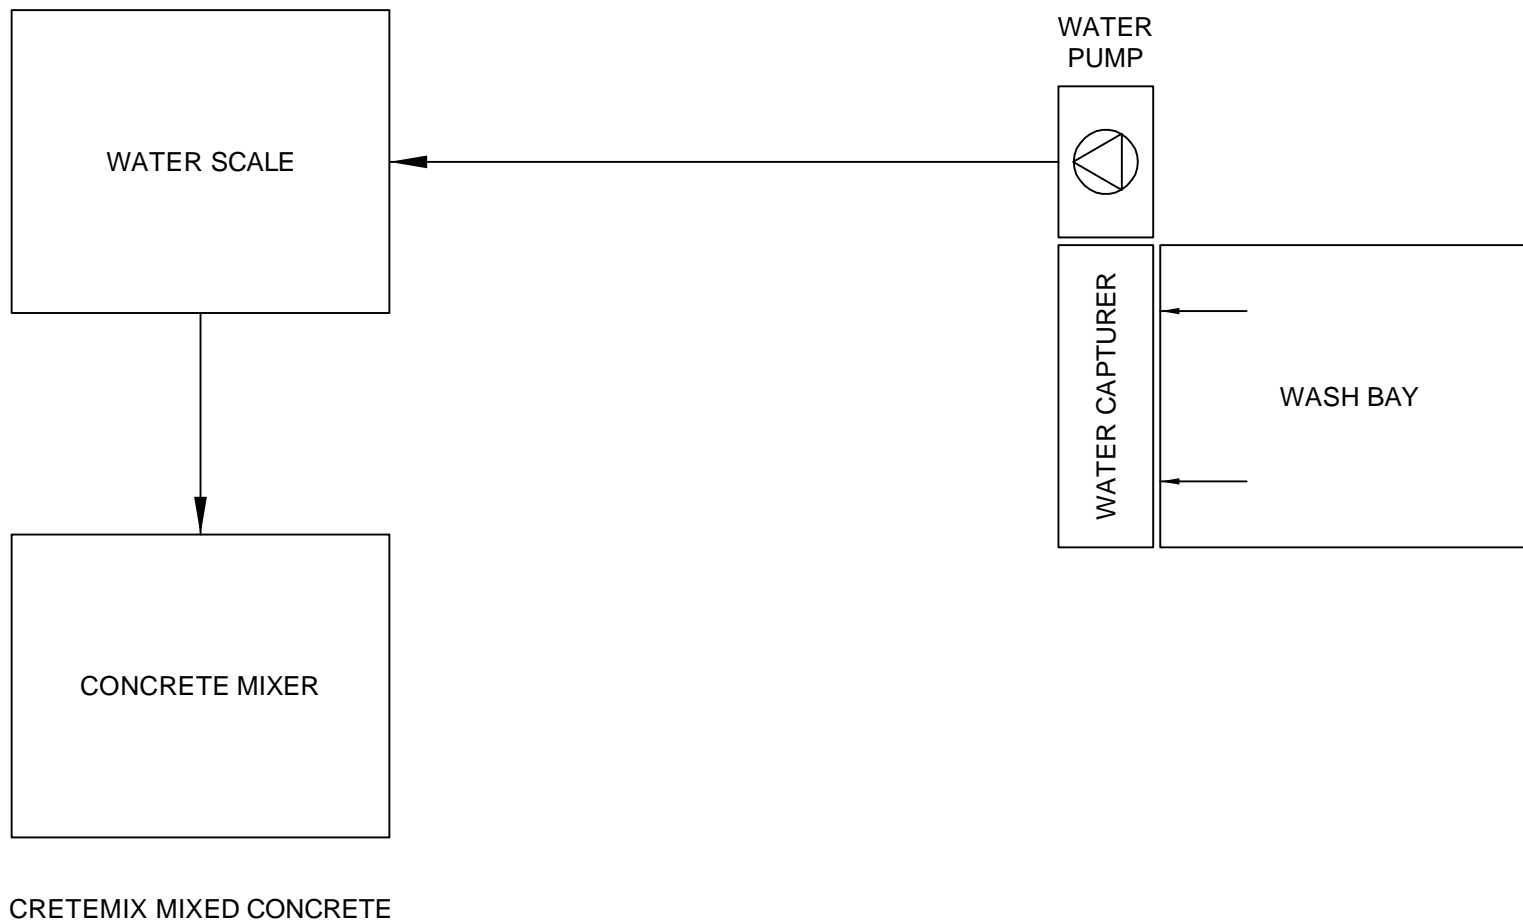 WATER
PUMP
WATER SCALE
WATER CAPTURER
WASH BAY
CONCRETE MIXER
CRETEMIX MIXED CONCRETE